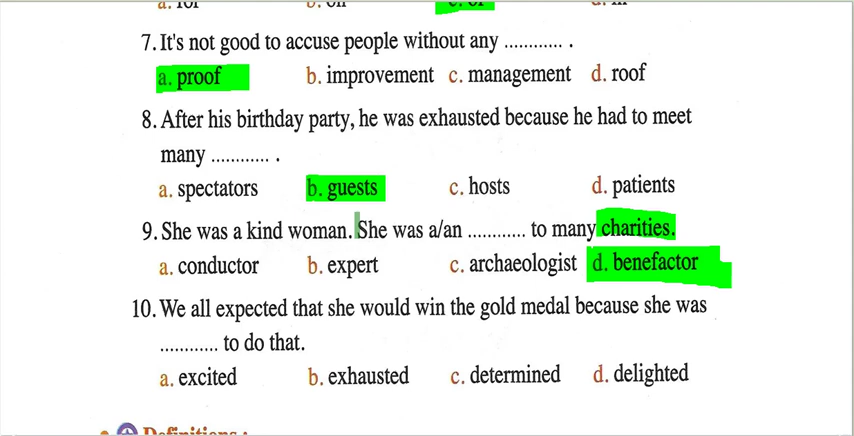 7. It's not good to accuse people without any ............ .
a. proof b. improvement c. management d. roof
8. After his birthday party, he was exhausted because he had to meet
many ............ .
a. spectators b. guests c. hosts d. patients
9. She was a kind woman. She was a/an ............ to many charities.
a. conductor b. expert c. archaeologist d. benefactor
10. We all expected that she would win the gold medal because she was
............ to do that.
a. excited b. exhausted c. determined d. delighted